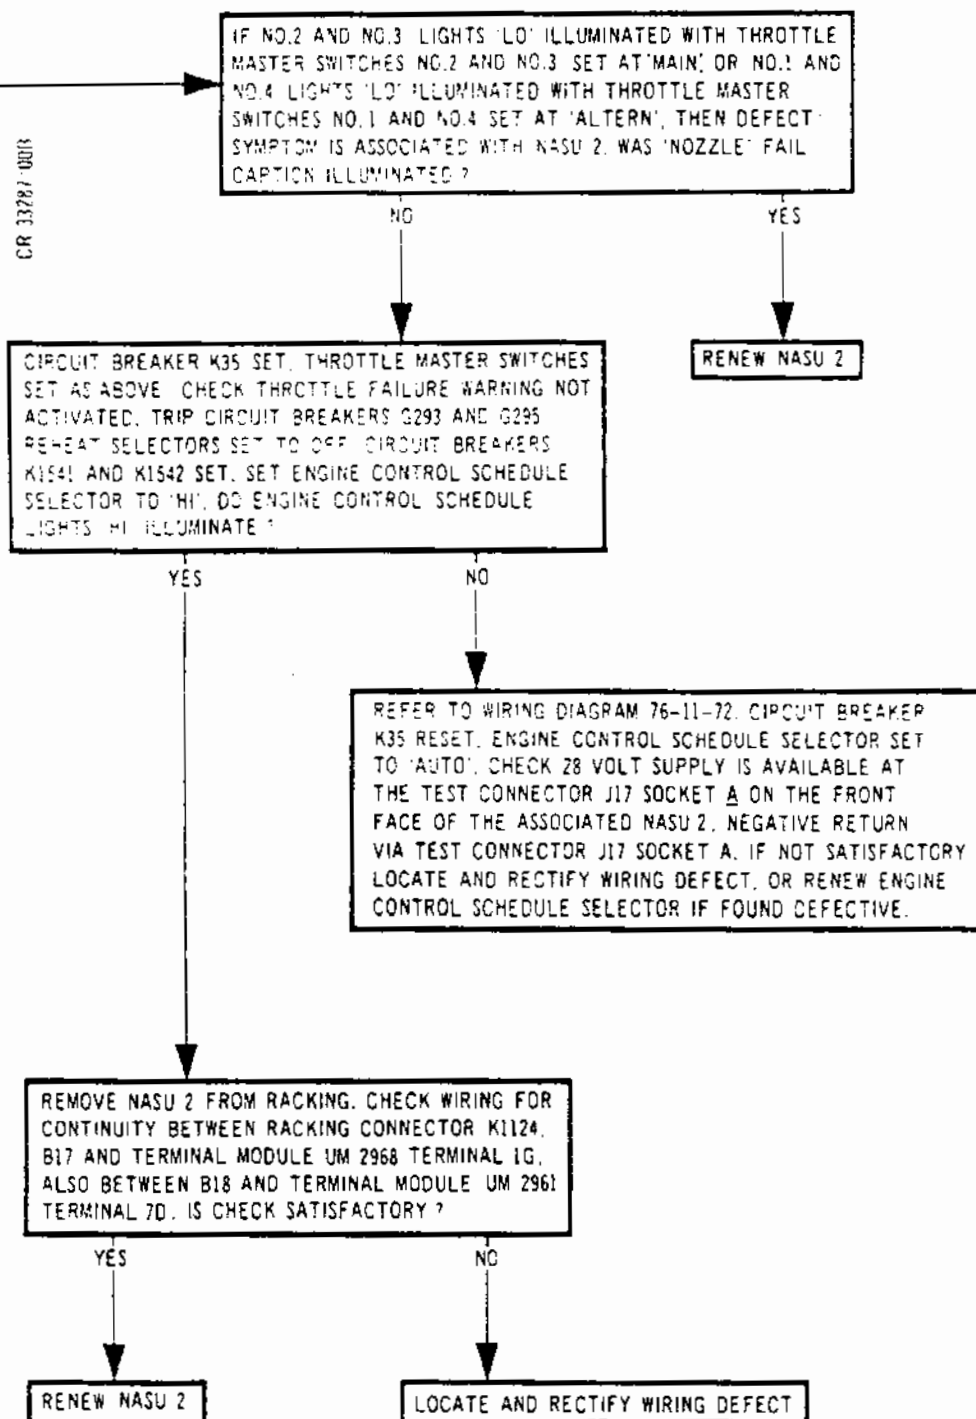 IF NO.2 AND NO.3 LIGHTS 'LO' ILLUMINATED WITH THROTTLE
MASTER SWITCHES NO.2 AND NO.3 SET AT 'MAIN', OR NO.1 AND
NO.4 LIGHTS 'LO' ILLUMINATED WITH THROTTLE MASTER
SWITCHES NO.1 AND NO.4 SET AT 'ALTERN', THEN DEFECT
SYMPTOM IS ASSOCIATED WITH NASU 2. WAS 'NOZZLE' FAIL
CAPTION ILLUMINATED ?
CR 33287 00B
NO
YES
CIRCUIT BREAKER K35 SET, THROTTLE MASTER SWITCHES
SET AS ABOVE. CHECK THROTTLE FAILURE WARNING NOT
ACTIVATED. TRIP CIRCUIT BREAKERS G293 AND G295
REHEAT SELECTORS SET TO OFF. CIRCUIT BREAKERS
K1541 AND K1542 SET. SET ENGINE CONTROL SCHEDULE
SELECTOR TO 'HI'. DO ENGINE CONTROL SCHEDULE
LIGHTS 'HI' ILLUMINATE ?
RENEW NASU 2
YES
NO
REFER TO WIRING DIAGRAM 76-11-72. CIRCUIT BREAKER
K35 RESET. ENGINE CONTROL SCHEDULE SELECTOR SET
TO 'AUTO'. CHECK 28 VOLT SUPPLY IS AVAILABLE AT
THE TEST CONNECTOR J17 SOCKET A ON THE FRONT
FACE OF THE ASSOCIATED NASU 2. NEGATIVE RETURN
VIA TEST CONNECTOR J17 SOCKET A. IF NOT SATISFACTORY
LOCATE AND RECTIFY WIRING DEFECT, OR RENEW ENGINE
CONTROL SCHEDULE SELECTOR IF FOUND DEFECTIVE.
REMOVE NASU 2 FROM RACKING. CHECK WIRING FOR
CONTINUITY BETWEEN RACKING CONNECTOR K1124,
B17 AND TERMINAL MODULE UM 2968 TERMINAL 1G,
ALSO BETWEEN B18 AND TERMINAL MODULE UM 2961
TERMINAL 7D. IS CHECK SATISFACTORY ?
YES
NO
RENEW NASU 2
LOCATE AND RECTIFY WIRING DEFECT